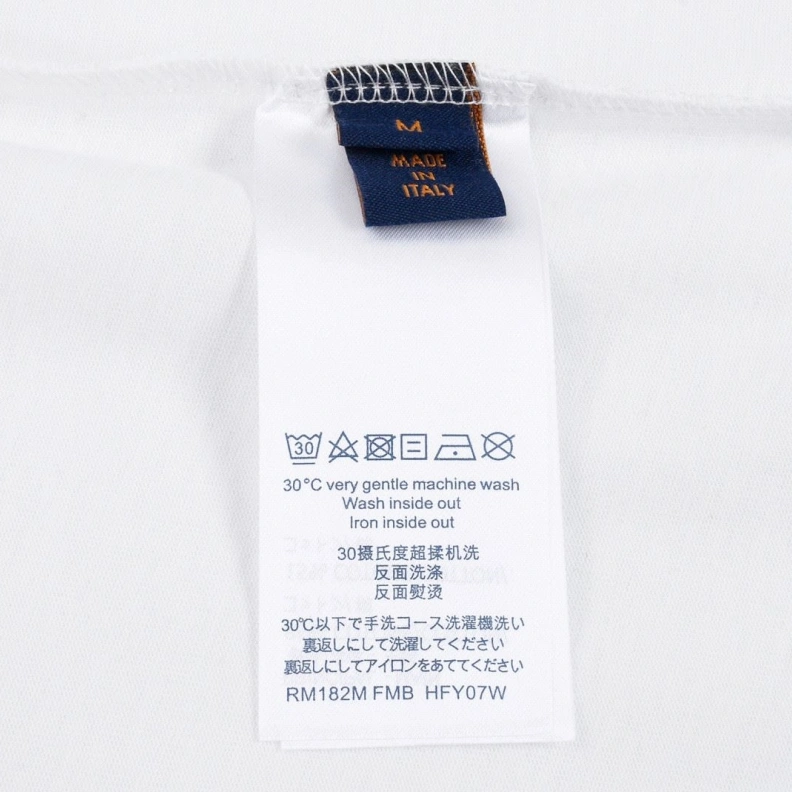 M
MADE
IN
ITALY
30
30°C very gentle machine wash
Wash inside out
Iron inside out
30摄氏度超揉机洗
反面洗涤
反面熨烫
30℃以下で手洗コース洗濯機洗い
裏返しにして洗濯してください
裏返しにしてアイロンをあててください
RM182M FMB HFY07W